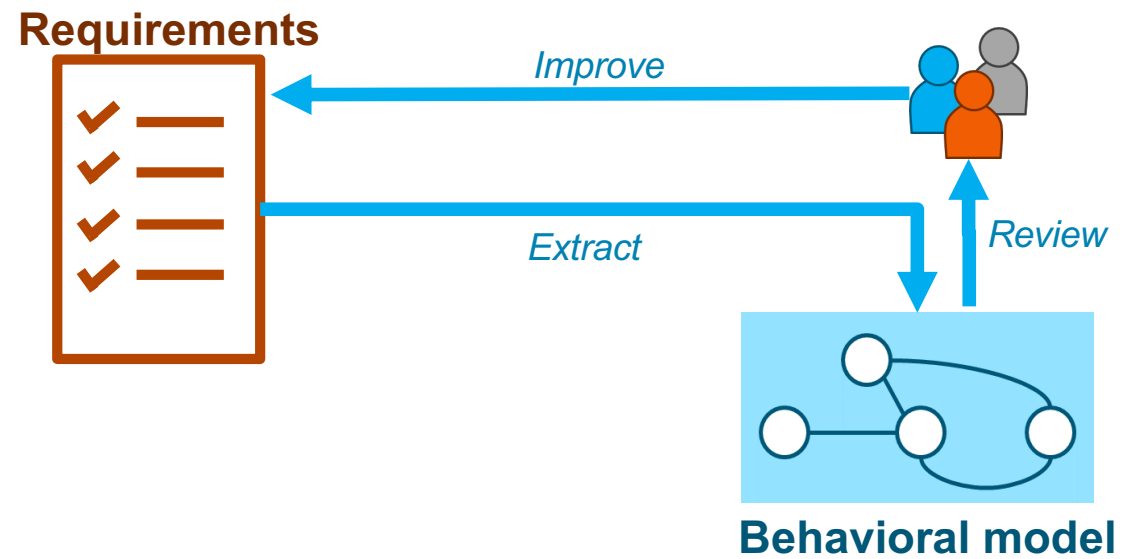 Requirements
Improve
Extract
Review
Behavioral model